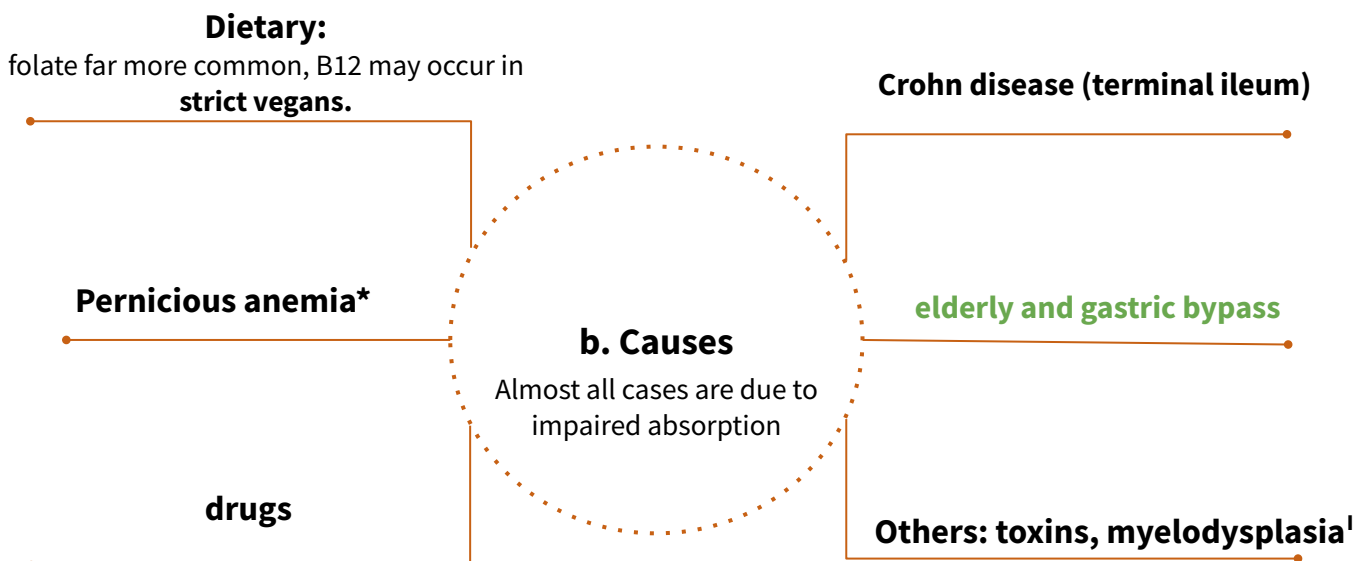 Dietary:
folate far more common, B12 may occur in
strict vegans.
Pernicious anemia*
drugs
b. Causes
Almost all cases are due to
impaired absorption
Crohn disease (terminal ileum)
elderly and gastric bypass
Others: toxins, myelodysplasiaˡ